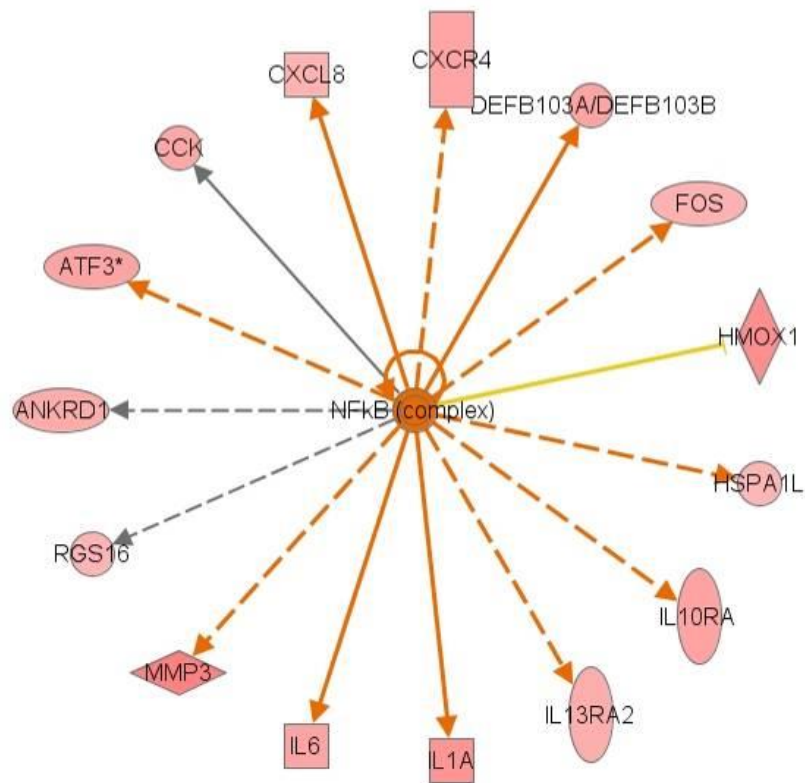 CXCR4
CXCL8
DEFB103A/DEFB103B
CCK
FOS
ATF3*
HMOX1
ANKRD1
NFkB (complex)
HSPA1L
RGS16
IL10RA
MMP3
IL13RA2
IL6
IL1A